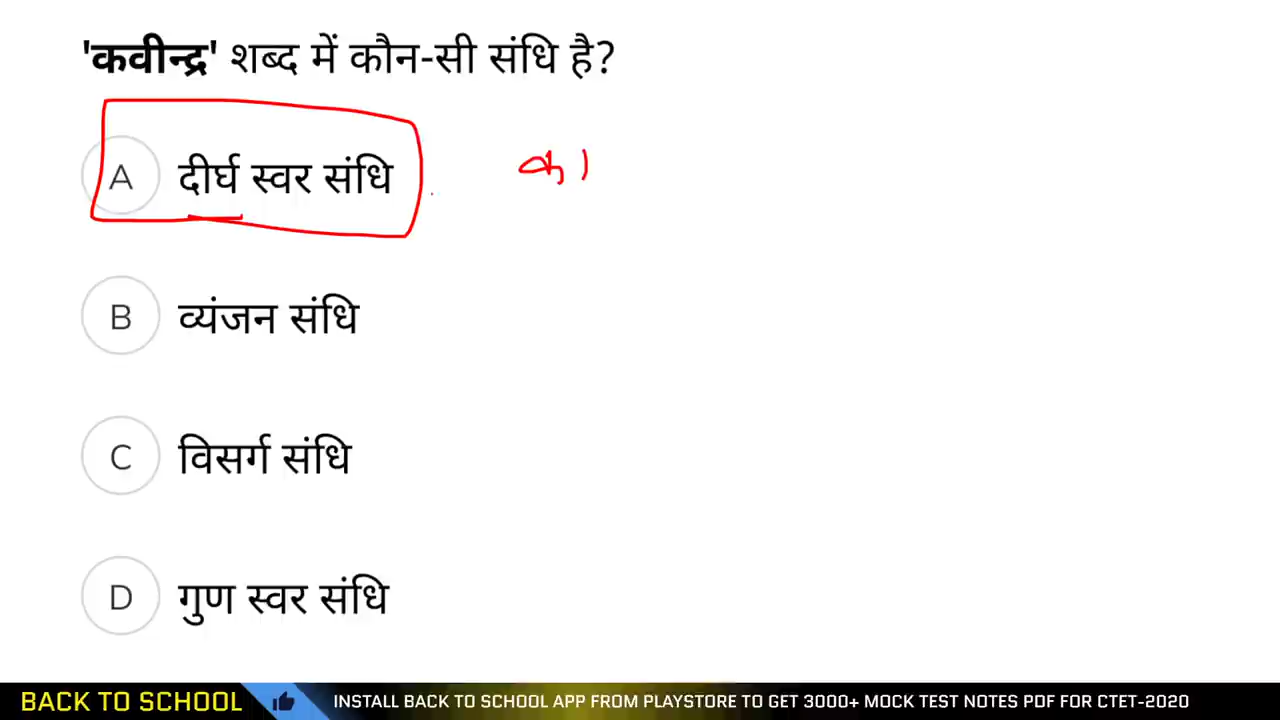 'कवीन्द्र' शब्द में कौन-सी संधि है?
A दीर्घ स्वर संधि
B व्यंजन संधि
C विसर्ग संधि
D गुण स्वर संधि
BACK TO SCHOOL INSTALL BACK TO SCHOOL APP FROM PLAYSTORE TO GET 3000+ MOCK TEST NOTES PDF FOR CTET-2020